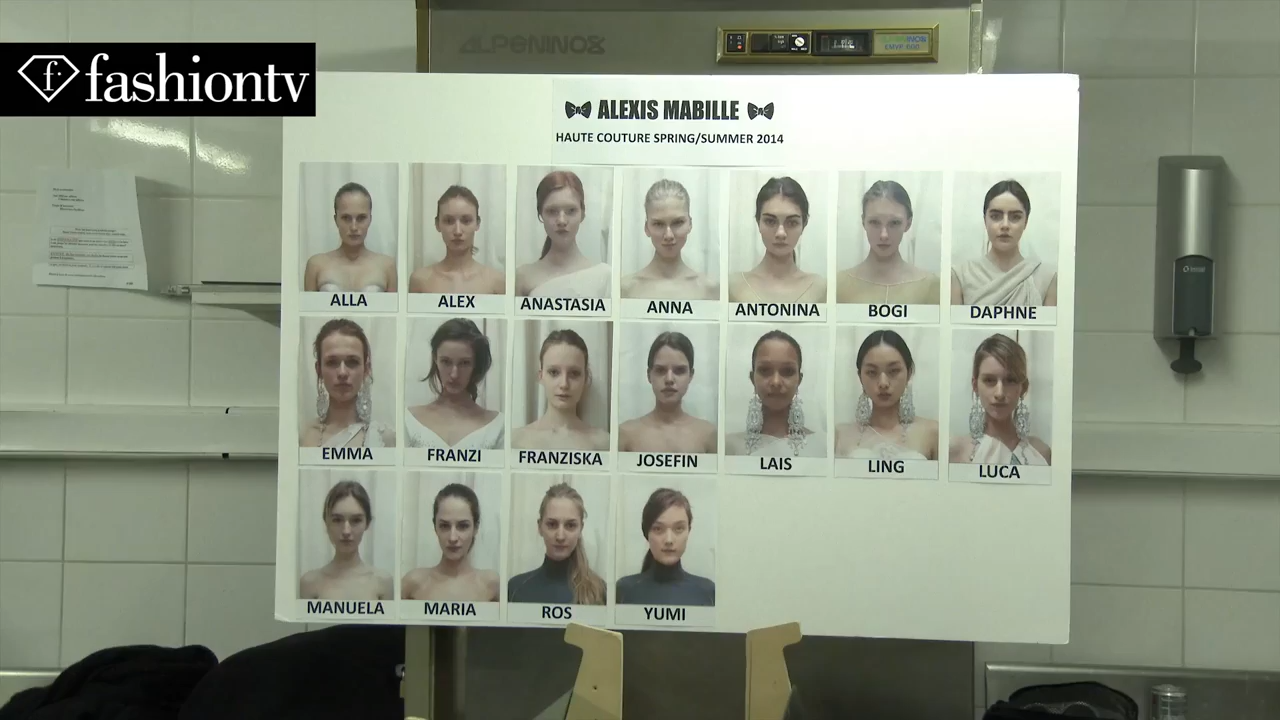 fashiontv
ALPENINOX
ALEXIS MABILLE
HAUTE COUTURE SPRING/SUMMER 2014
ALLA
ALEX
ANASTASIA
ANNA
ANTONINA
BOGI
DAPHNE
EMMA
FRANZI
FRANZISKA
JOSEFIN
LAIS
LING
LUCA
MANUELA
MARIA
ROS
YUMI